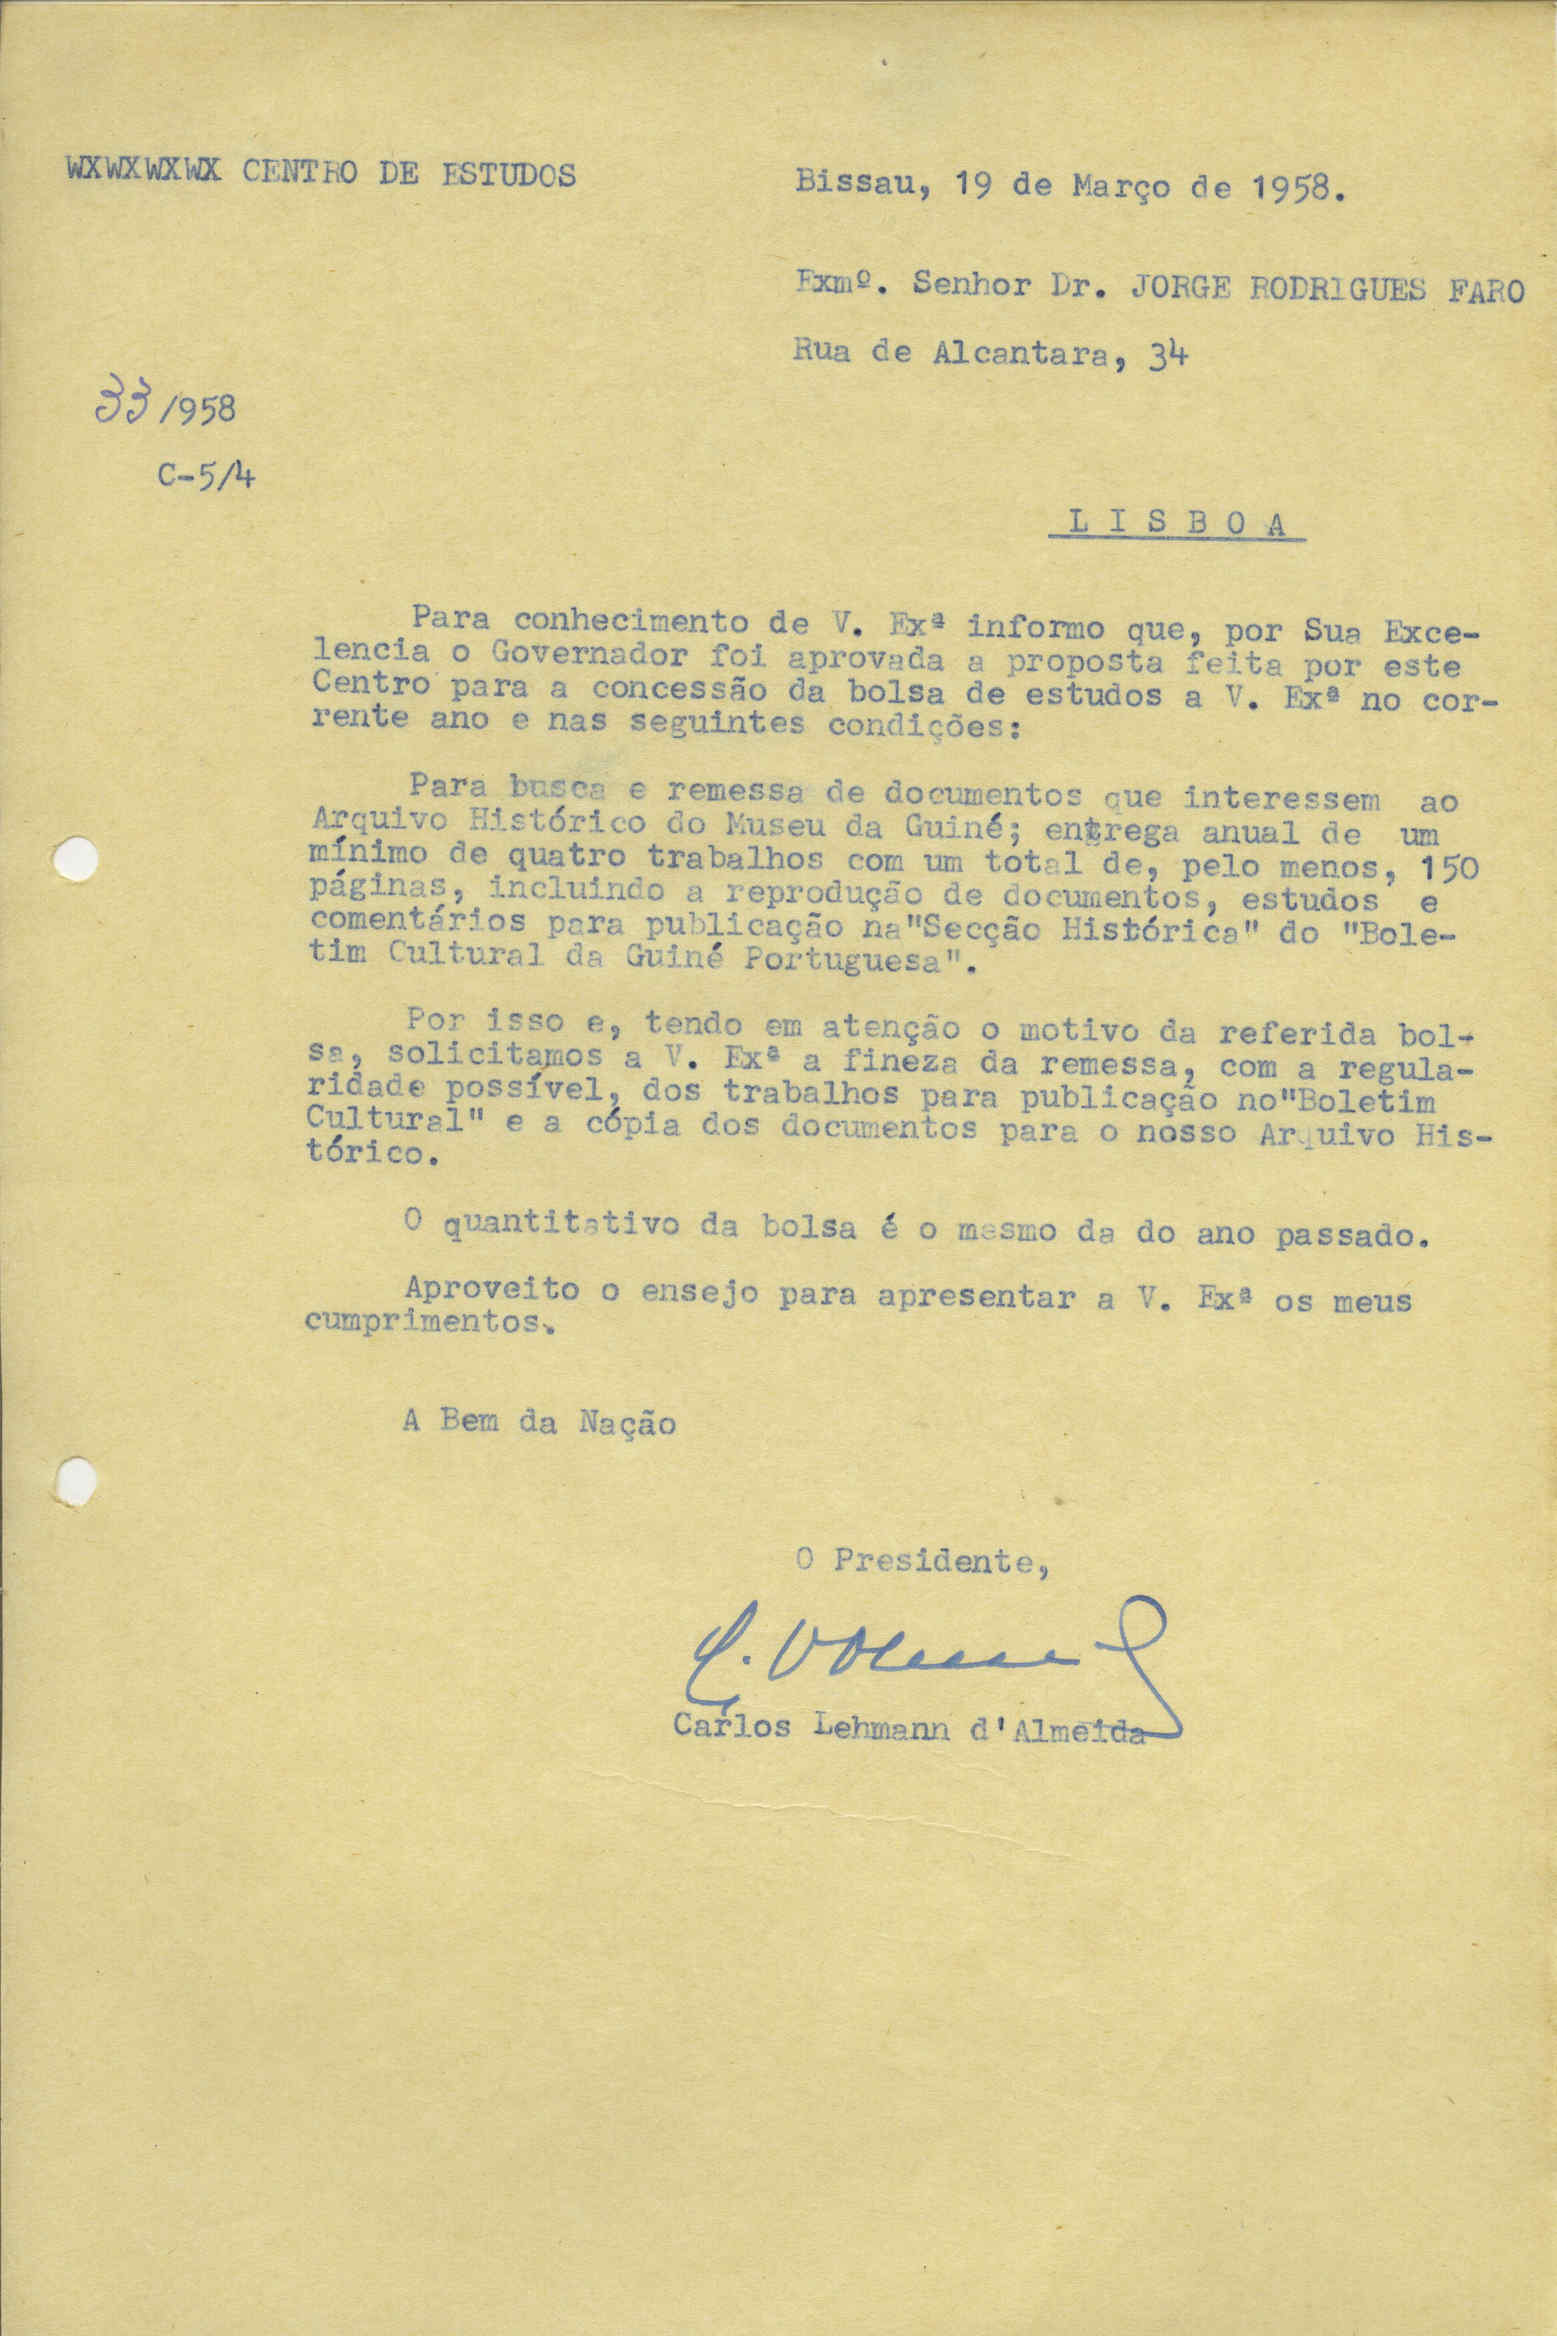 WXWXWXWX CENTRO DE ESTUDOS
Bissau, 19 de Março de 1958.
Exmº. Senhor Dr. JORGE RODRIGUES FARO
Rua de Alcantara, 34
33/958
C-5/4
L I S B O A
Para conhecimento de V. Exª informo que, por Sua Exce-
lencia o Governador foi aprovada a proposta feita por este
Centro para a concessão da bolsa de estudos a V. Exª no cor-
rente ano e nas seguintes condições:
Para busca e remessa de documentos que interessem ao
Arquivo Histórico do Museu da Guiné; entrega anual de um
mínimo de quatro trabalhos com um total de, pelo menos, 150
páginas, incluindo a reprodução de documentos, estudos e
comentários para publicação na"Secção Histórica" do "Bole-
tim Cultural da Guiné Portuguesa".
Por isso e, tendo em atenção o motivo da referida bol-
sa, solicitamos a V. Exª a fineza da remessa, com a regula-
ridade possível, dos trabalhos para publicação no"Boletim
Cultural" e a cópia dos documentos para o nosso Arquivo His-
tórico.
O quantitativo da bolsa é o mesmo da do ano passado.
Aproveito o ensejo para apresentar a V. Exª os meus
cumprimentos.
A Bem da Nação
O Presidente,
Carlos Lehmann d'Almeida